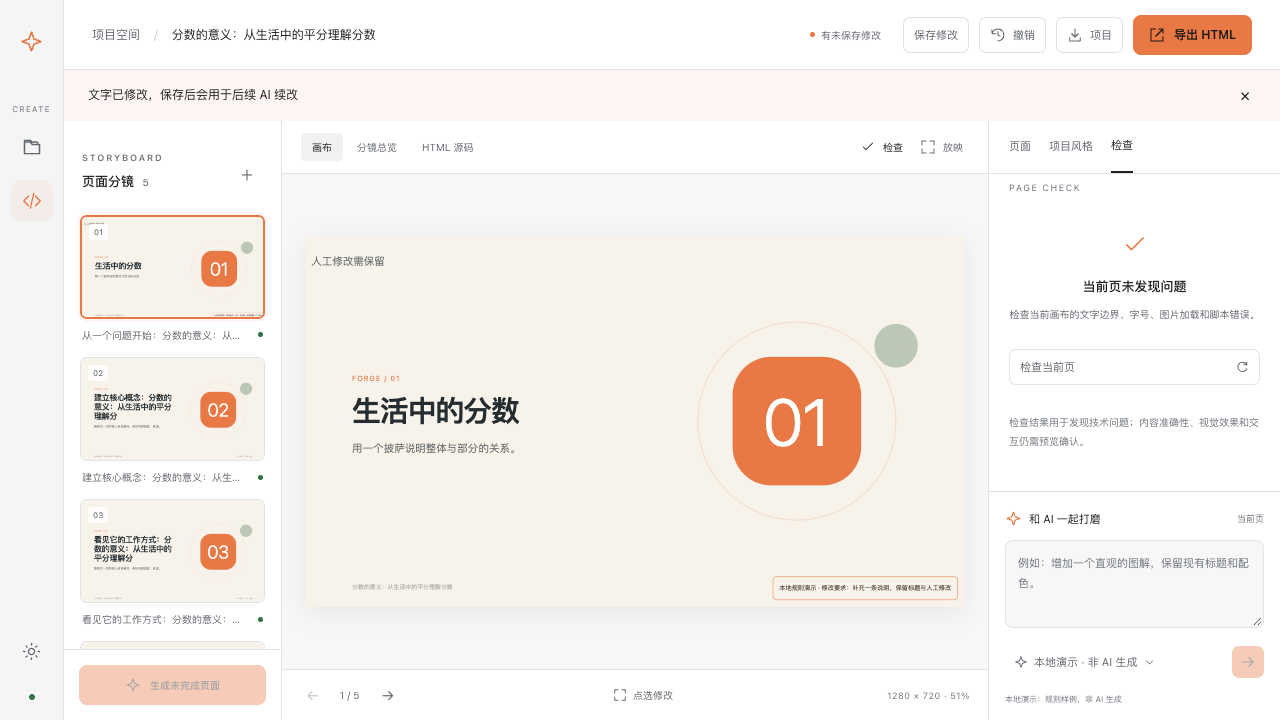 项目空间 / 分数的意义：从生活中的平分理解分数
有未保存修改
保存修改
撤销
项目
导出 HTML
CREATE
文字已修改，保存后会用于后续 AI 续改
STORYBOARD
页面分镜 5
01
生活中的分数
01
从一个问题开始：分数的意义：从...
02
建立核心概念：分数的
意义：从生活中的平分
理解分
02
建立核心概念：分数的意义：从生...
03
看见它的工作方式：分
数的意义：从生活中的
平分理解分
03
看见它的工作方式：分数的意义：...
生成未完成页面
画布
分镜总览
HTML 源码
检查
放映
人工修改需保留
FORGE / 01
生活中的分数
用一个披萨说明整体与部分的关系。
01
分数的意义：从生活中的平分理解分数
本地规则演示 · 修改要求：补充一条说明，保留标题与人工修改
1 / 5
点选修改
1280 × 720 · 51%
页面
项目风格
检查
PAGE CHECK
当前页未发现问题
检查当前画布的文字边界、字号、图片加载和脚本错误。
检查当前页
检查结果用于发现技术问题；内容准确性、视觉效果和交
互仍需预览确认。
和 AI 一起打磨
当前页
例如：增加一个直观的图解，保留现有标题和配
色。
本地演示 · 非 AI 生成
本地演示：规则样例，非 AI 生成